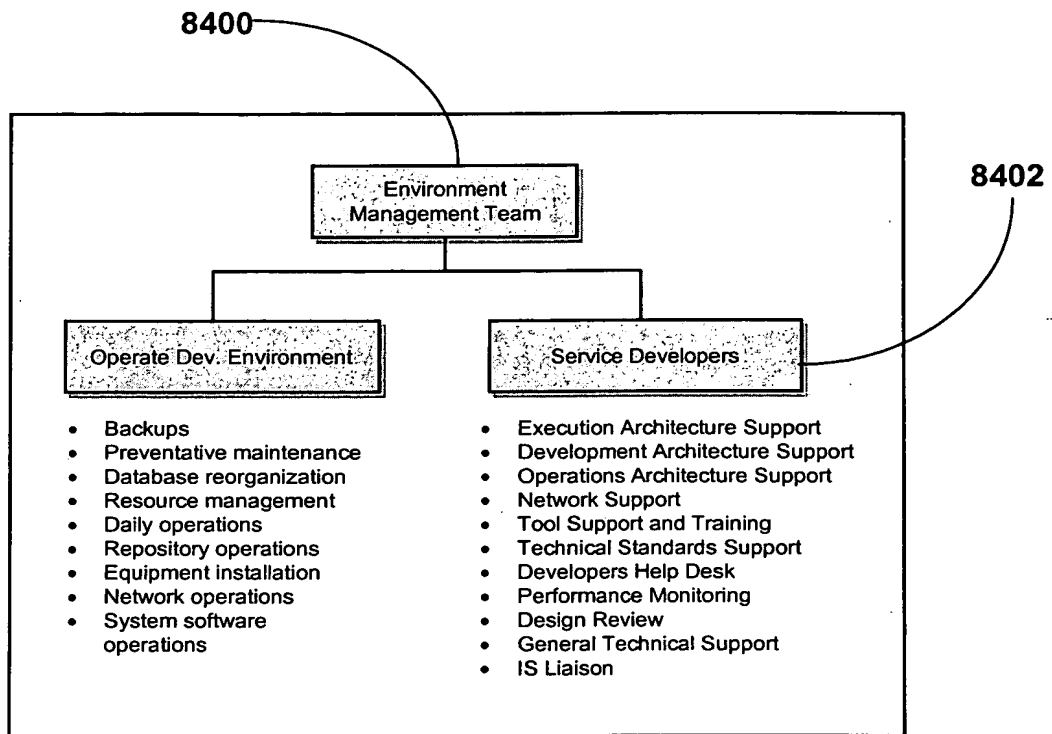 8400
8402
Environment
Management Team
Operate Dev. Environment
Service Developers
• Backups
• Preventative maintenance
• Database reorganization
• Resource management
• Daily operations
• Repository operations
• Equipment installation
• Network operations
• System software
operations
• Execution Architecture Support
• Development Architecture Support
• Operations Architecture Support
• Network Support
• Tool Support and Training
• Technical Standards Support
• Developers Help Desk
• Performance Monitoring
• Design Review
• General Technical Support
• IS Liaison